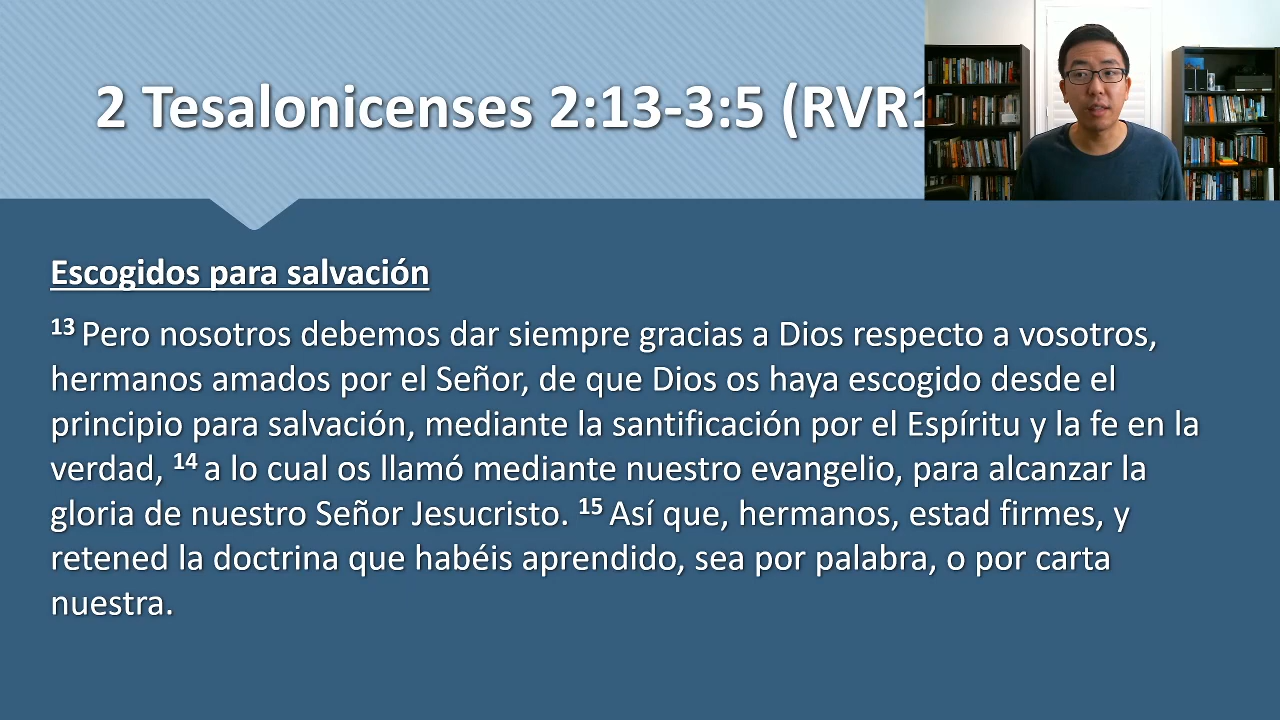 2 Tesalonicenses 2:13-3:5 (RVR1
Escogidos para salvación
13 Pero nosotros debemos dar siempre gracias a Dios respecto a vosotros,
hermanos amados por el Señor, de que Dios os haya escogido desde el
principio para salvación, mediante la santificación por el Espíritu y la fe en la
verdad, 14 a lo cual os llamó mediante nuestro evangelio, para alcanzar la
gloria de nuestro Señor Jesucristo. 15 Así que, hermanos, estad firmes, y
retened la doctrina que habéis aprendido, sea por palabra, o por carta
nuestra.